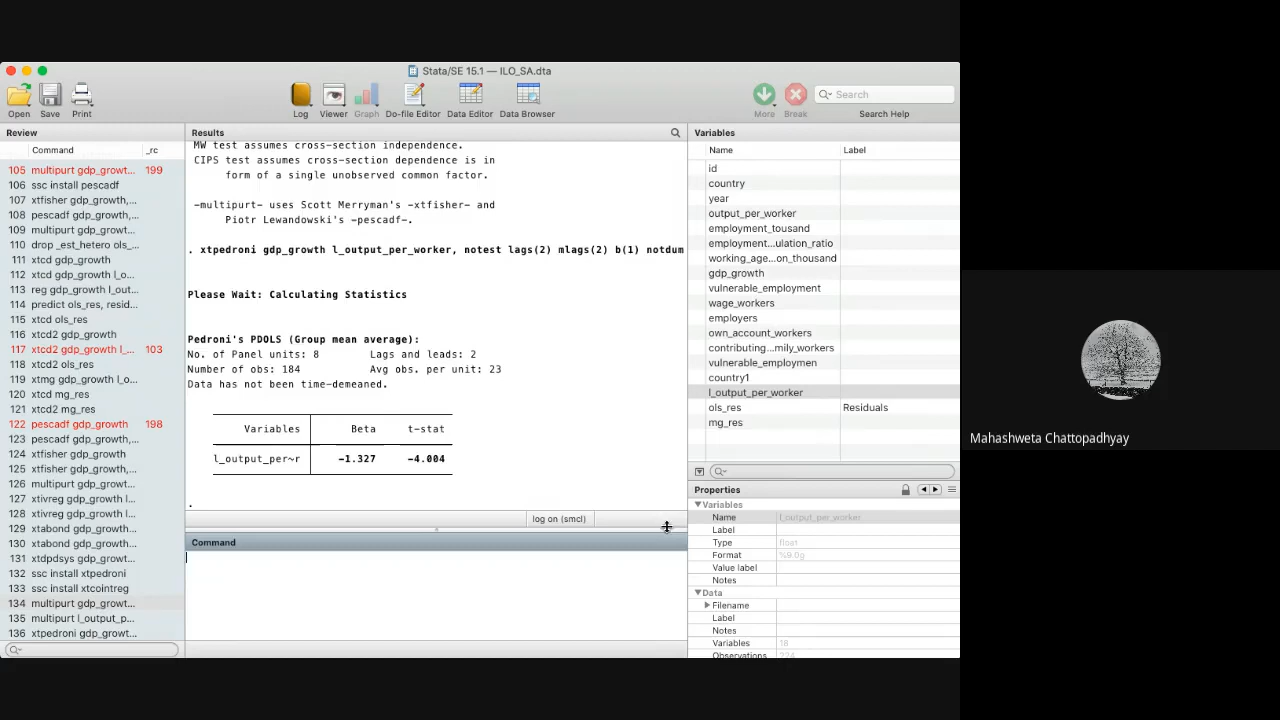 Stata/SE 15.1 — ILO_SA.dta
Open Save Print Log Viewer Graph Do-file Editor Data Editor Data Browser More Break Search
Search Help
Review
Command _rc
105 multipurt gdp_growt... 199
106 ssc install pescadf
107 xtfisher gdp_growth,...
108 pescadf gdp_growth,...
109 multipurt gdp_growt...
110 drop _est_hetero ols_...
111 xtcd gdp_growth
112 xtcd gdp_growth l_o...
113 reg gdp_growth l_out...
114 predict ols_res, resid...
115 xtcd ols_res
116 xtcd2 gdp_growth
117 xtcd2 gdp_growth l_... 103
118 xtcd2 ols_res
119 xtmg gdp_growth l_o...
120 xtcd mg_res
121 xtcd2 mg_res
122 pescadf gdp_growth 198
123 pescadf gdp_growth,...
124 xtfisher gdp_growth
125 xtfisher gdp_growth l...
126 multipurt gdp_growt...
127 xtivreg gdp_growth l...
128 xtivreg gdp_growth l...
129 xtabond gdp_growth...
130 xtabond gdp_growth...
131 xtdpdsys gdp_growt...
132 ssc install xtpedroni
133 ssc install xtcointreg
134 multipurt gdp_growt...
135 multipurt l_output_p...
136 xtpedroni gdp_growt...
Results
MW test assumes cross-section independence.
CIPS test assumes cross-section dependence is in
form of a single unobserved common factor.
-multipurt- uses Scott Merryman's -xtfisher- and
Piotr Lewandowski's -pescadf-.
. xtpedroni gdp_growth l_output_per_worker, notest lags(2) mlags(2) b(1) notdum
Please Wait: Calculating Statistics
Pedroni's PDOLS (Group mean average):
No. of Panel units: 8 Lags and leads: 2
Number of obs: 184 Avg obs. per unit: 23
Data has not been time-demeaned.
Variables Beta t-stat
l_output_per~r -1.327 -4.004
.
log on (smcl)
Command
Variables
Name Label
id
country
year
output_per_worker
employment_tousand
employment...ulation_ratio
working_age...on_thousand
gdp_growth
vulnerable_employment
wage_workers
employers
own_account_workers
contributing...mily_workers
vulnerable_employmen
country1
l_output_per_worker
ols_res Residuals
mg_res
Properties
Variables
Name l_output_per_worker
Label
Type float
Format %9.0g
Value label
Notes
Data
Filename
Label
Notes
Variables 18
Observations 224
Mahashweta Chattopadhyay